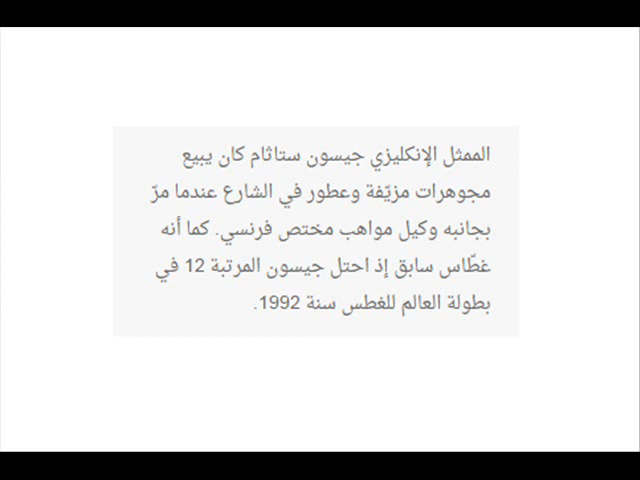 الممثل الإنكليزي جيسون ستاثام كان يبيع
مجوهرات مزيّفة وعطور في الشارع عندما مرّ
بجانبه وكيل مواهب مختص فرنسي. كما أنه
غطّاس سابق إذ احتل جيسون المرتبة 12 في
بطولة العالم للغطس سنة 1992.